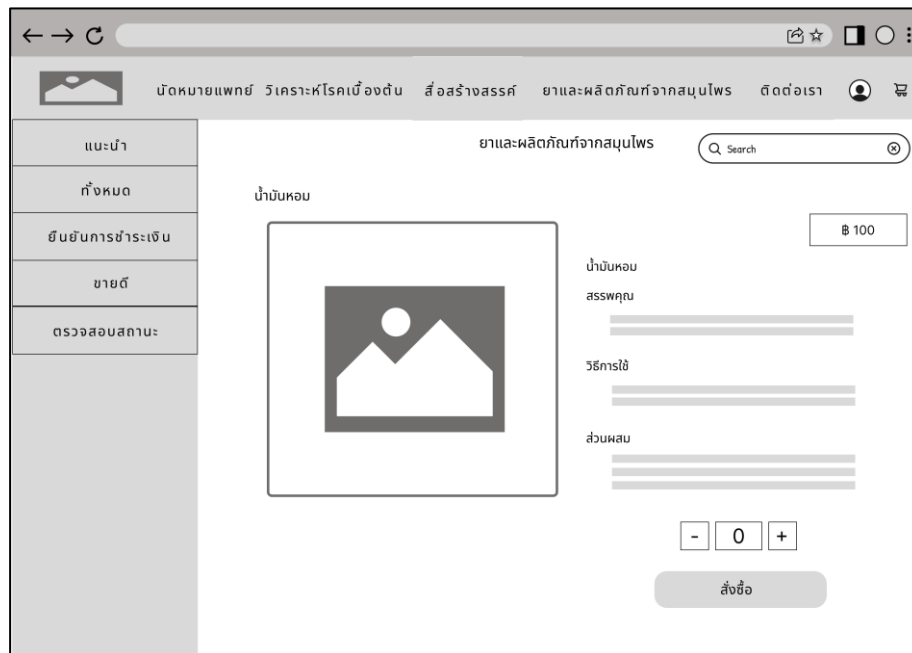 นัดหมายแพทย์ วิเคราะห์โรคเบื้องต้น สื่อสร้างสรรค์ ยาและผลิตภัณฑ์จากสมุนไพร ติดต่อเรา
แนะนำ
ทั้งหมด
ยืนยันการชำระเงิน
ขายดี
ตรวจสอบสถานะ
ยาและผลิตภัณฑ์จากสมุนไพร
Search
น้ำมันหอม
฿ 100
น้ำมันหอม
สรรพคุณ
วิธีการใช้
ส่วนผสม
- 0 +
สั่งซื้อ